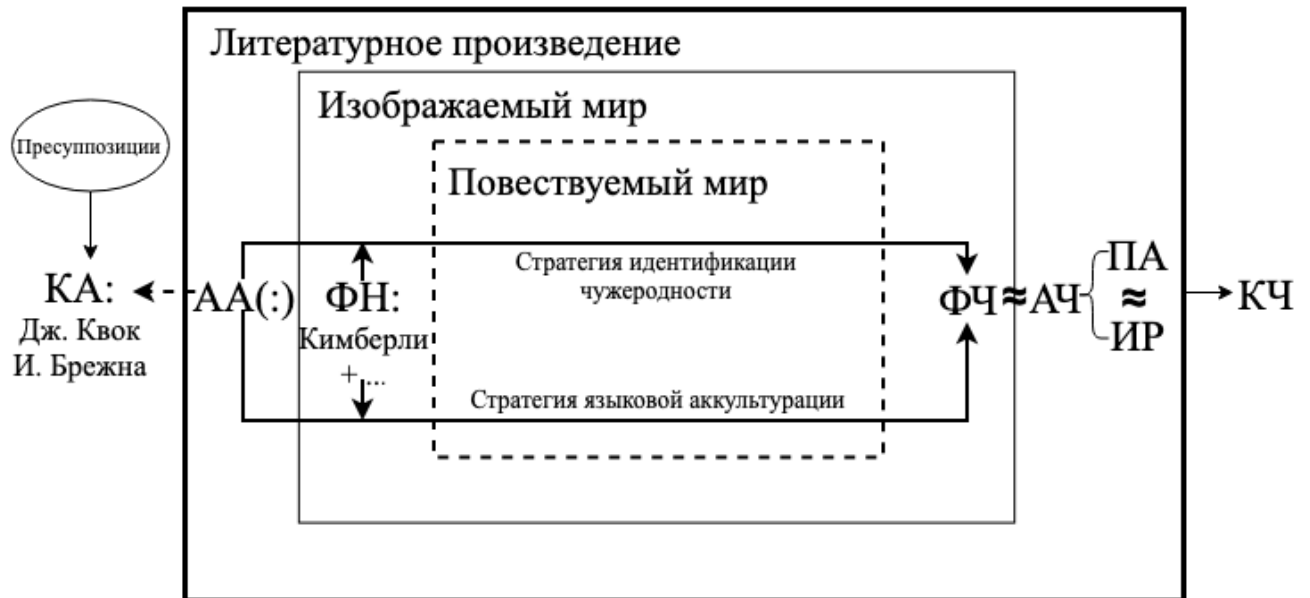 Литературное произведение
Изображаемый мир
Повествуемый мир
Пресуппозиции
Стратегия идентификации
чужеродности
КА:
Дж. Квок
И. Брежна
АА(:)
ФН:
Кимберли
+ ...
ФЧ≈АЧ
ПА
≈
ИР
КЧ
Стратегия языковой аккультурации